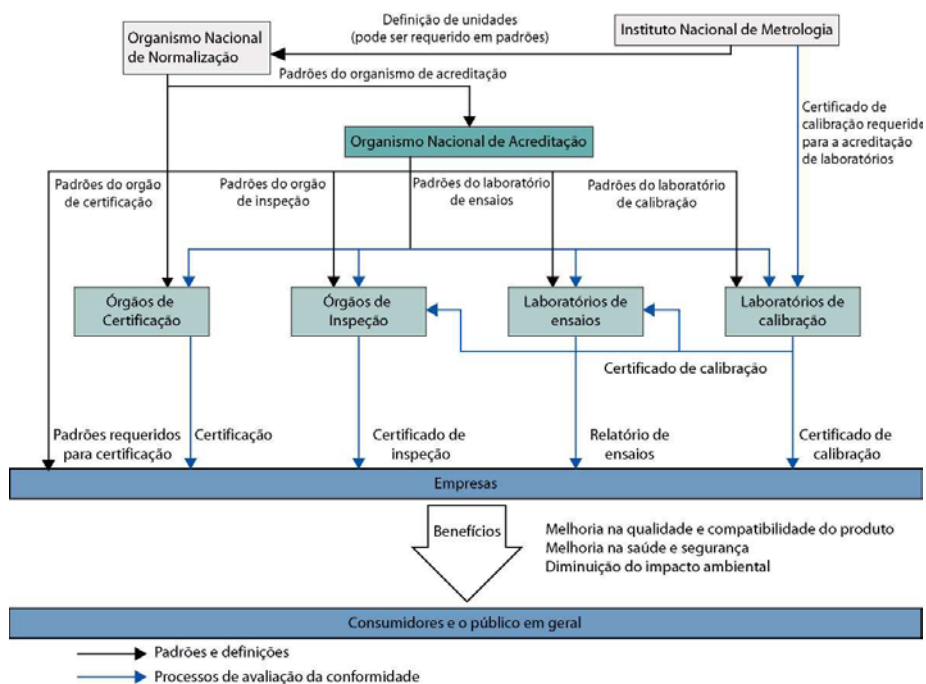 Organismo Nacional
de Normalização
Definição de unidades
(pode ser requerido em padrões)
Instituto Nacional de Metrologia
Padrões do organismo de acreditação
Certificado de
calibração requerido
para a acreditação
de laboratórios
Organismo Nacional de Acreditação
Padrões do orgão
de certificação
Padrões do orgão
de inspeção
Padrões do laboratório
de ensaios
Padrões do laboratório
de calibração
Órgãos de
Certificação
Órgãos de
Inspeção
Laboratórios de
ensaios
Laboratórios de
calibração
Certificado de calibração
Padrões requeridos
para certificação
Certificação
Certificado de
inspeção
Relatório de
ensaios
Certificado de
calibração
Empresas
Benefícios
Melhoria na qualidade e compatibilidade do produto
Melhoria na saúde e segurança
Diminuição do impacto ambiental
Consumidores e o público em geral
Padrões e definições
Processos de avaliação da conformidade